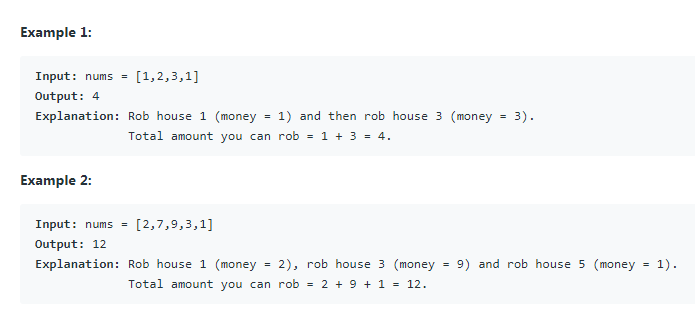 Example 1:
Input: nums = [1,2,3,1]
Output: 4
Explanation: Rob house 1 (money = 1) and then rob house 3 (money = 3).
Total amount you can rob = 1 + 3 = 4.
Example 2:
Input: nums = [2,7,9,3,1]
Output: 12
Explanation: Rob house 1 (money = 2), rob house 3 (money = 9) and rob house 5 (money = 1).
Total amount you can rob = 2 + 9 + 1 = 12.